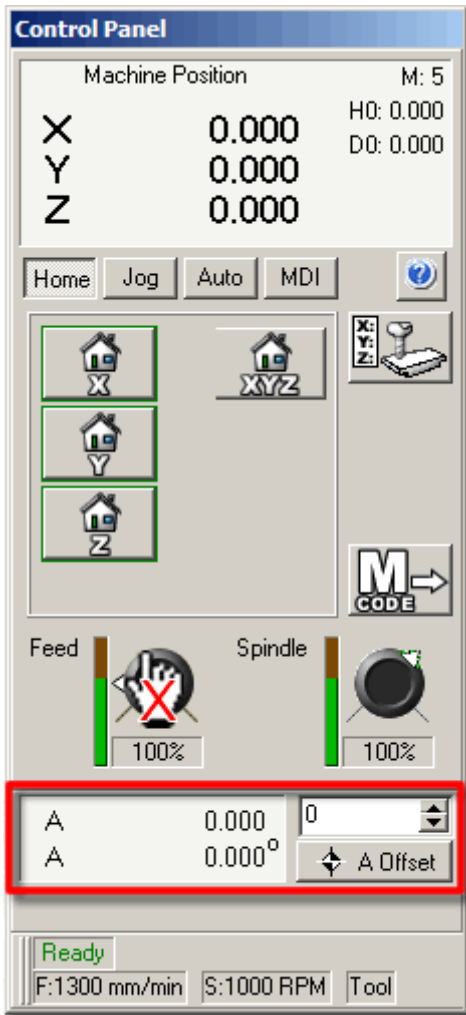 Control Panel
Machine Position M: 5
X 0.000 H0: 0.000
Y 0.000 D0: 0.000
Z 0.000
Home Jog Auto MDI ?
X XYZ X: Y: Z:
Y
Z
M CODE
Feed Spindle
X
100% 100%
A 0.000 0
A 0.000° A Offset
Ready
F:1300 mm/min S:1000 RPM Tool